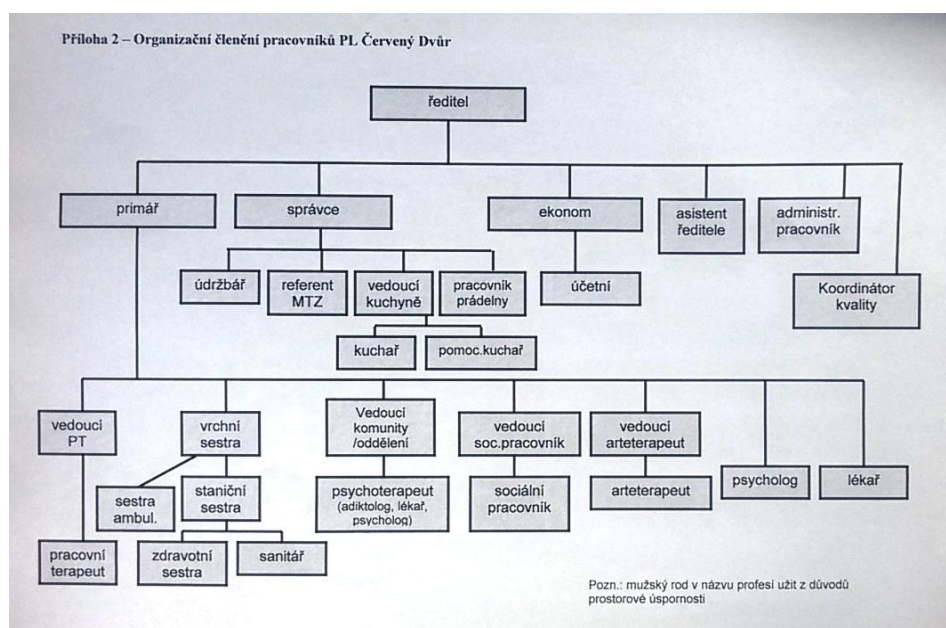 Příloha 2 – Organizační členění pracovníků PL Červený Dvůr
ředitel
primář
správce
ekonom
asistent
ředitele
administr.
pracovník
údržbář
referent
MTZ
vedoucí
kuchyně
pracovník
prádelny
účetní
Koordinátor
kvality
kuchař
pomoc.kuchař
vedoucí
PT
vrchní
sestra
Vedoucí
komunity
/oddělení
vedoucí
soc.pracovník
vedoucí
arteterapeut
psycholog
lékař
sestra
ambul.
staniční
sestra
psychoterapeut
(adiktolog, lékař,
psycholog)
sociální
pracovník
arteterapeut
pracovní
terapeut
zdravotní
sestra
sanitář
Pozn.: mužský rod v názvu profesí užit z důvodů
prostorové úspornosti